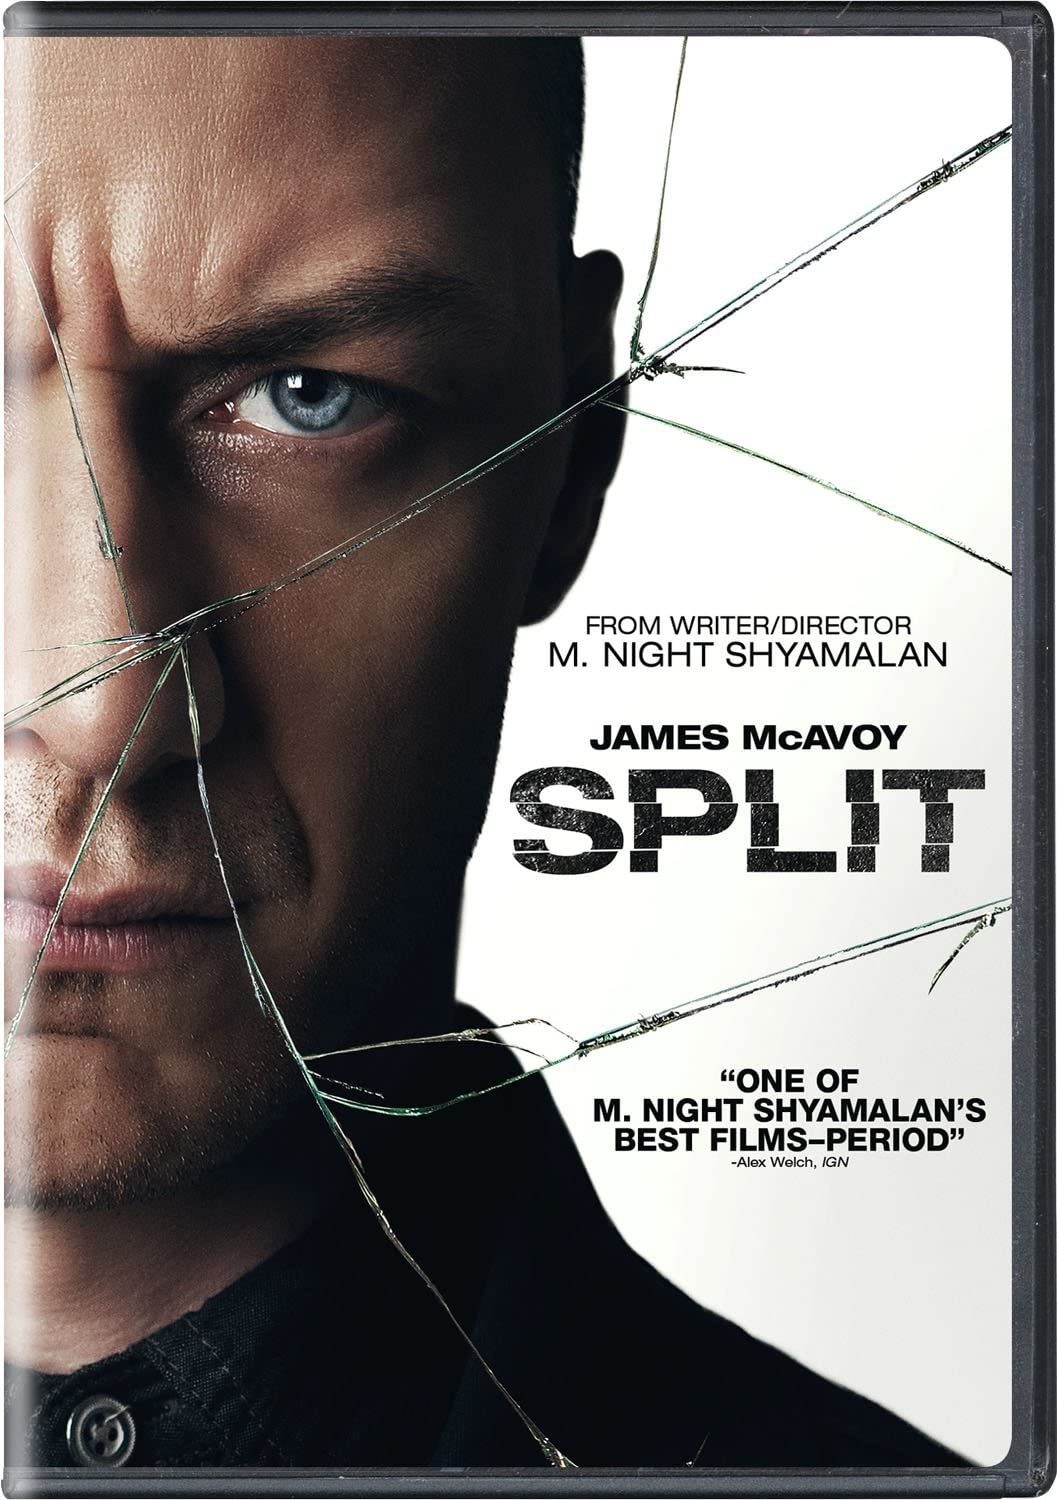 FROM WRITER/DIRECTOR
M. NIGHT SHYAMALAN
JAMES McAVOY
SPLIT
“ONE OF
M. NIGHT SHYAMALAN’S
BEST FILMS–PERIOD”
-Alex Welch, IGN